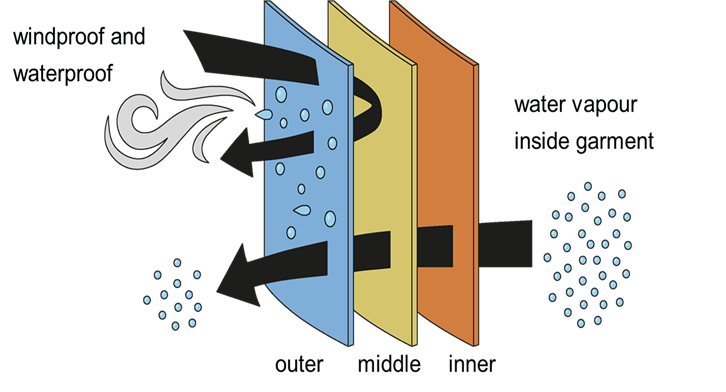 windproof and
waterproof
water vapour
inside garment
outer middle inner